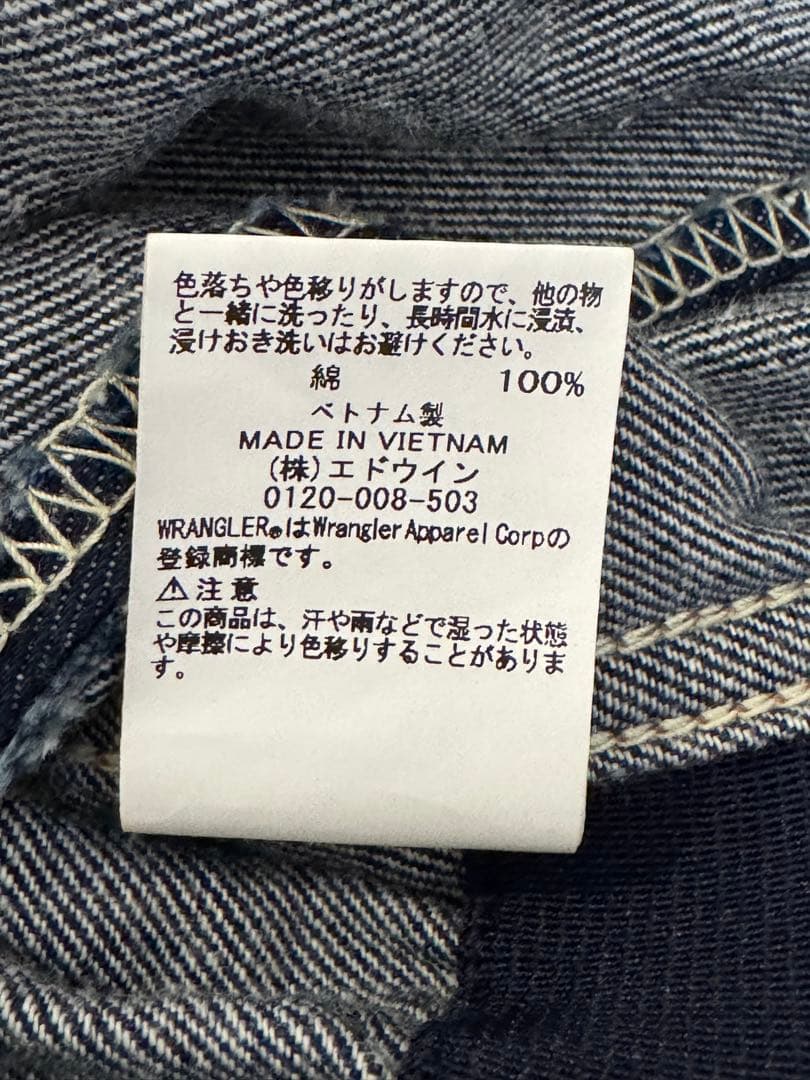 色落ちや色移りがしますので、他の物
と一緒に洗ったり、長時間水に浸漬、
浸けおき洗いはお避けください。
綿 100%
ベトナム製
MADE IN VIETNAM
(株)エドウイン
0120-008-503
WRANGLER®はWrangler Apparel Corpの
登録商標です。
⚠注意
この商品は、汗や雨などで湿った状態
や摩擦により色移りすることがありま
す。